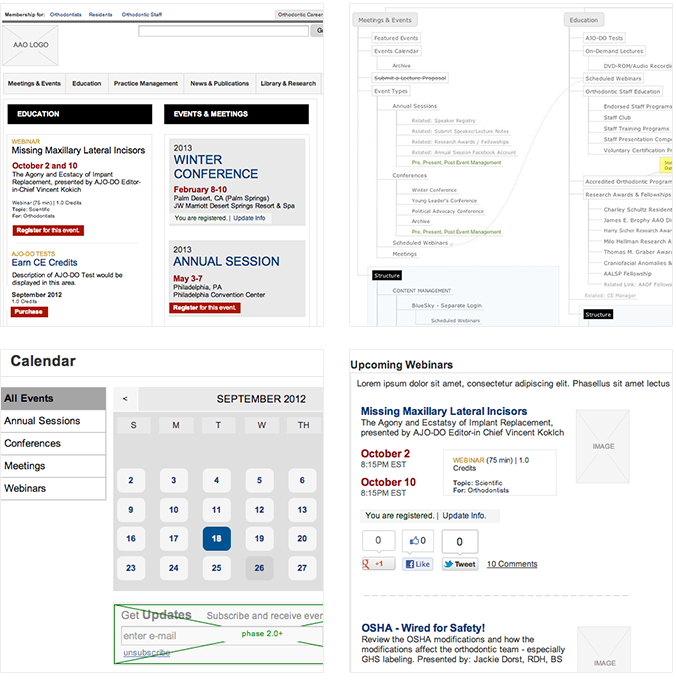 Membership for: Orthodontists Residents Orthodontic Staff Orthodontic Career
AAO LOGO
Meetings & Events Education Practice Management News & Publications Library & Research
EDUCATION
WEBINAR
Missing Maxillary Lateral Incisors
October 2 and 10
The Agony and Ecstacy of Implant
Replacement, presented by AJO-DO Editor-
in-Chief Vincent Kokich
Webinar (75 min) | 1.0 Credits
Topic: Scientific
For: Orthodontists
Register for this event.
AJO-DO TESTS
Earn CE Credits
Description of AJO-DO Test would be
displayed in this area.
September 2012
1.0 Credits
Purchase
EVENTS & MEETINGS
2013
WINTER
CONFERENCE
February 8-10
Palm Desert, CA (Palm Springs)
JW Marriot Desert Springs Resort & Spa
You are registered. | Update Info
2013
ANNUAL SESSION
May 3-7
Philadelphia, PA
Philadelphia Convention Center
Register for this event.
Meetings & Events
Featured Events
Events Calendar
Archive
Submit a Lecture Proposal
Event Types
Annual Sessions
Related: Speaker Registry
Related: Submit Speaker/Lecture Notes
Related: Research Awards / Fellowships
Related: Annual Session Facebook Account
Pre, Present, Post Event Management
Conferences
Winter Conference
Young Leader's Conference
Political Advocacy Conference
Archive
Pre, Present, Post Event Management
Scheduled Webinars
Meetings
Structure
CONTENT MANAGEMENT
BlueSky - Separate Login
Scheduled Webinars
Education
AJO-DO Tests
On-Demand Lectures
DVD-ROM/Audio Recordi
Scheduled Webinars
Orthodontic Staff Education
Endorsed Staff Programs
Staff Club
Staff Training Programs
Staff Presentation Comp
Voluntary Certification Pr
Accredited Orthodontic Program
Research Awards & Fellowships
Charley Schultz Resident
James E. Brophy AAO Di
Harry Sicher Research Awar
Milo Hellman Research A
Thomas M. Graber Awar
Craniofacial Anomalies &
AALSP Fellowship
Related Link: AAOF Fellows
Related: CE Manager
Structure
Calendar
All Events
Annual Sessions
Conferences
Meetings
Webinars
< SEPTEMBER 2012
S M T W TH
2 3 4 5 6
9 10 11 12 13
16 17 18 19 20
23 24 25 26 27
Get Updates Subscribe and receive ever
enter e-mail phase 2.0+
unsubscribe
Upcoming Webinars
Lorem ipsum dolor sit amet, consectetur adipiscing elit. Phasellus sit amet lectus
Missing Maxillary Lateral Incisors
The Agony and Ecstatsy of Implant Replacement,
presented by AJO-DO Editor-in Chief Vincent Kokich
October 2
8:15PM EST
October 10
8:15PM EST
WEBINAR (75 min) | 1.0
Credits
Topic: Scientific
For: Orthodontists
IMAGE
You are registered. | Update Info.
0 0 0
+1 Like Tweet 10 Comments
OSHA - Wired for Safety!
Review the OSHA modifications and how the
modifications affect the orthodontic team - especially
GHS labeling. Presented by: Jackie Dorst, RDH, BS
IMAGE